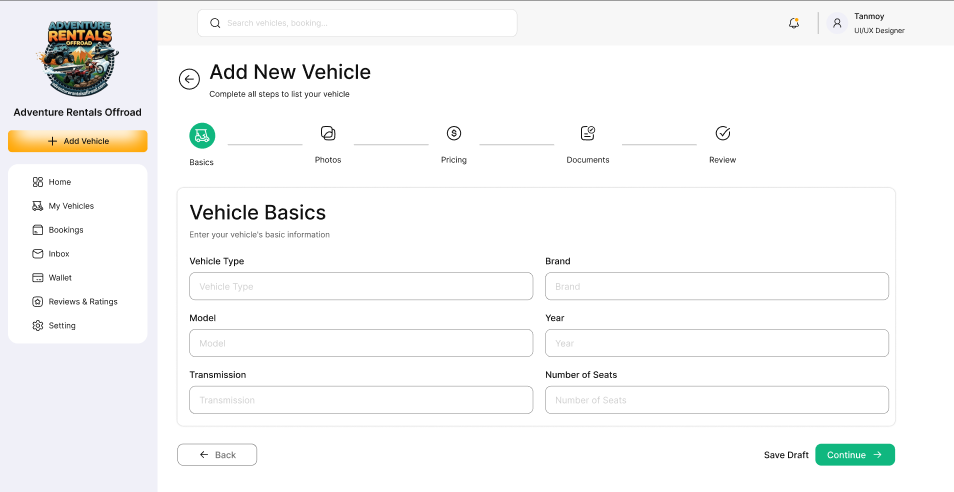 ADVENTURE
RENTALS
OFFROAD
Adventure Rentals Offroad
+ Add Vehicle
Home
My Vehicles
Bookings
Inbox
Wallet
Reviews & Ratings
Setting
Search vehicles, booking...
Tanmoy
UI/UX Designer
Add New Vehicle
Complete all steps to list your vehicle
Basics
Photos
Pricing
Documents
Review
Vehicle Basics
Enter your vehicle's basic information
Vehicle Type
Brand
Vehicle Type
Brand
Model
Year
Model
Year
Transmission
Number of Seats
Transmission
Number of Seats
← Back
Save Draft
Continue →